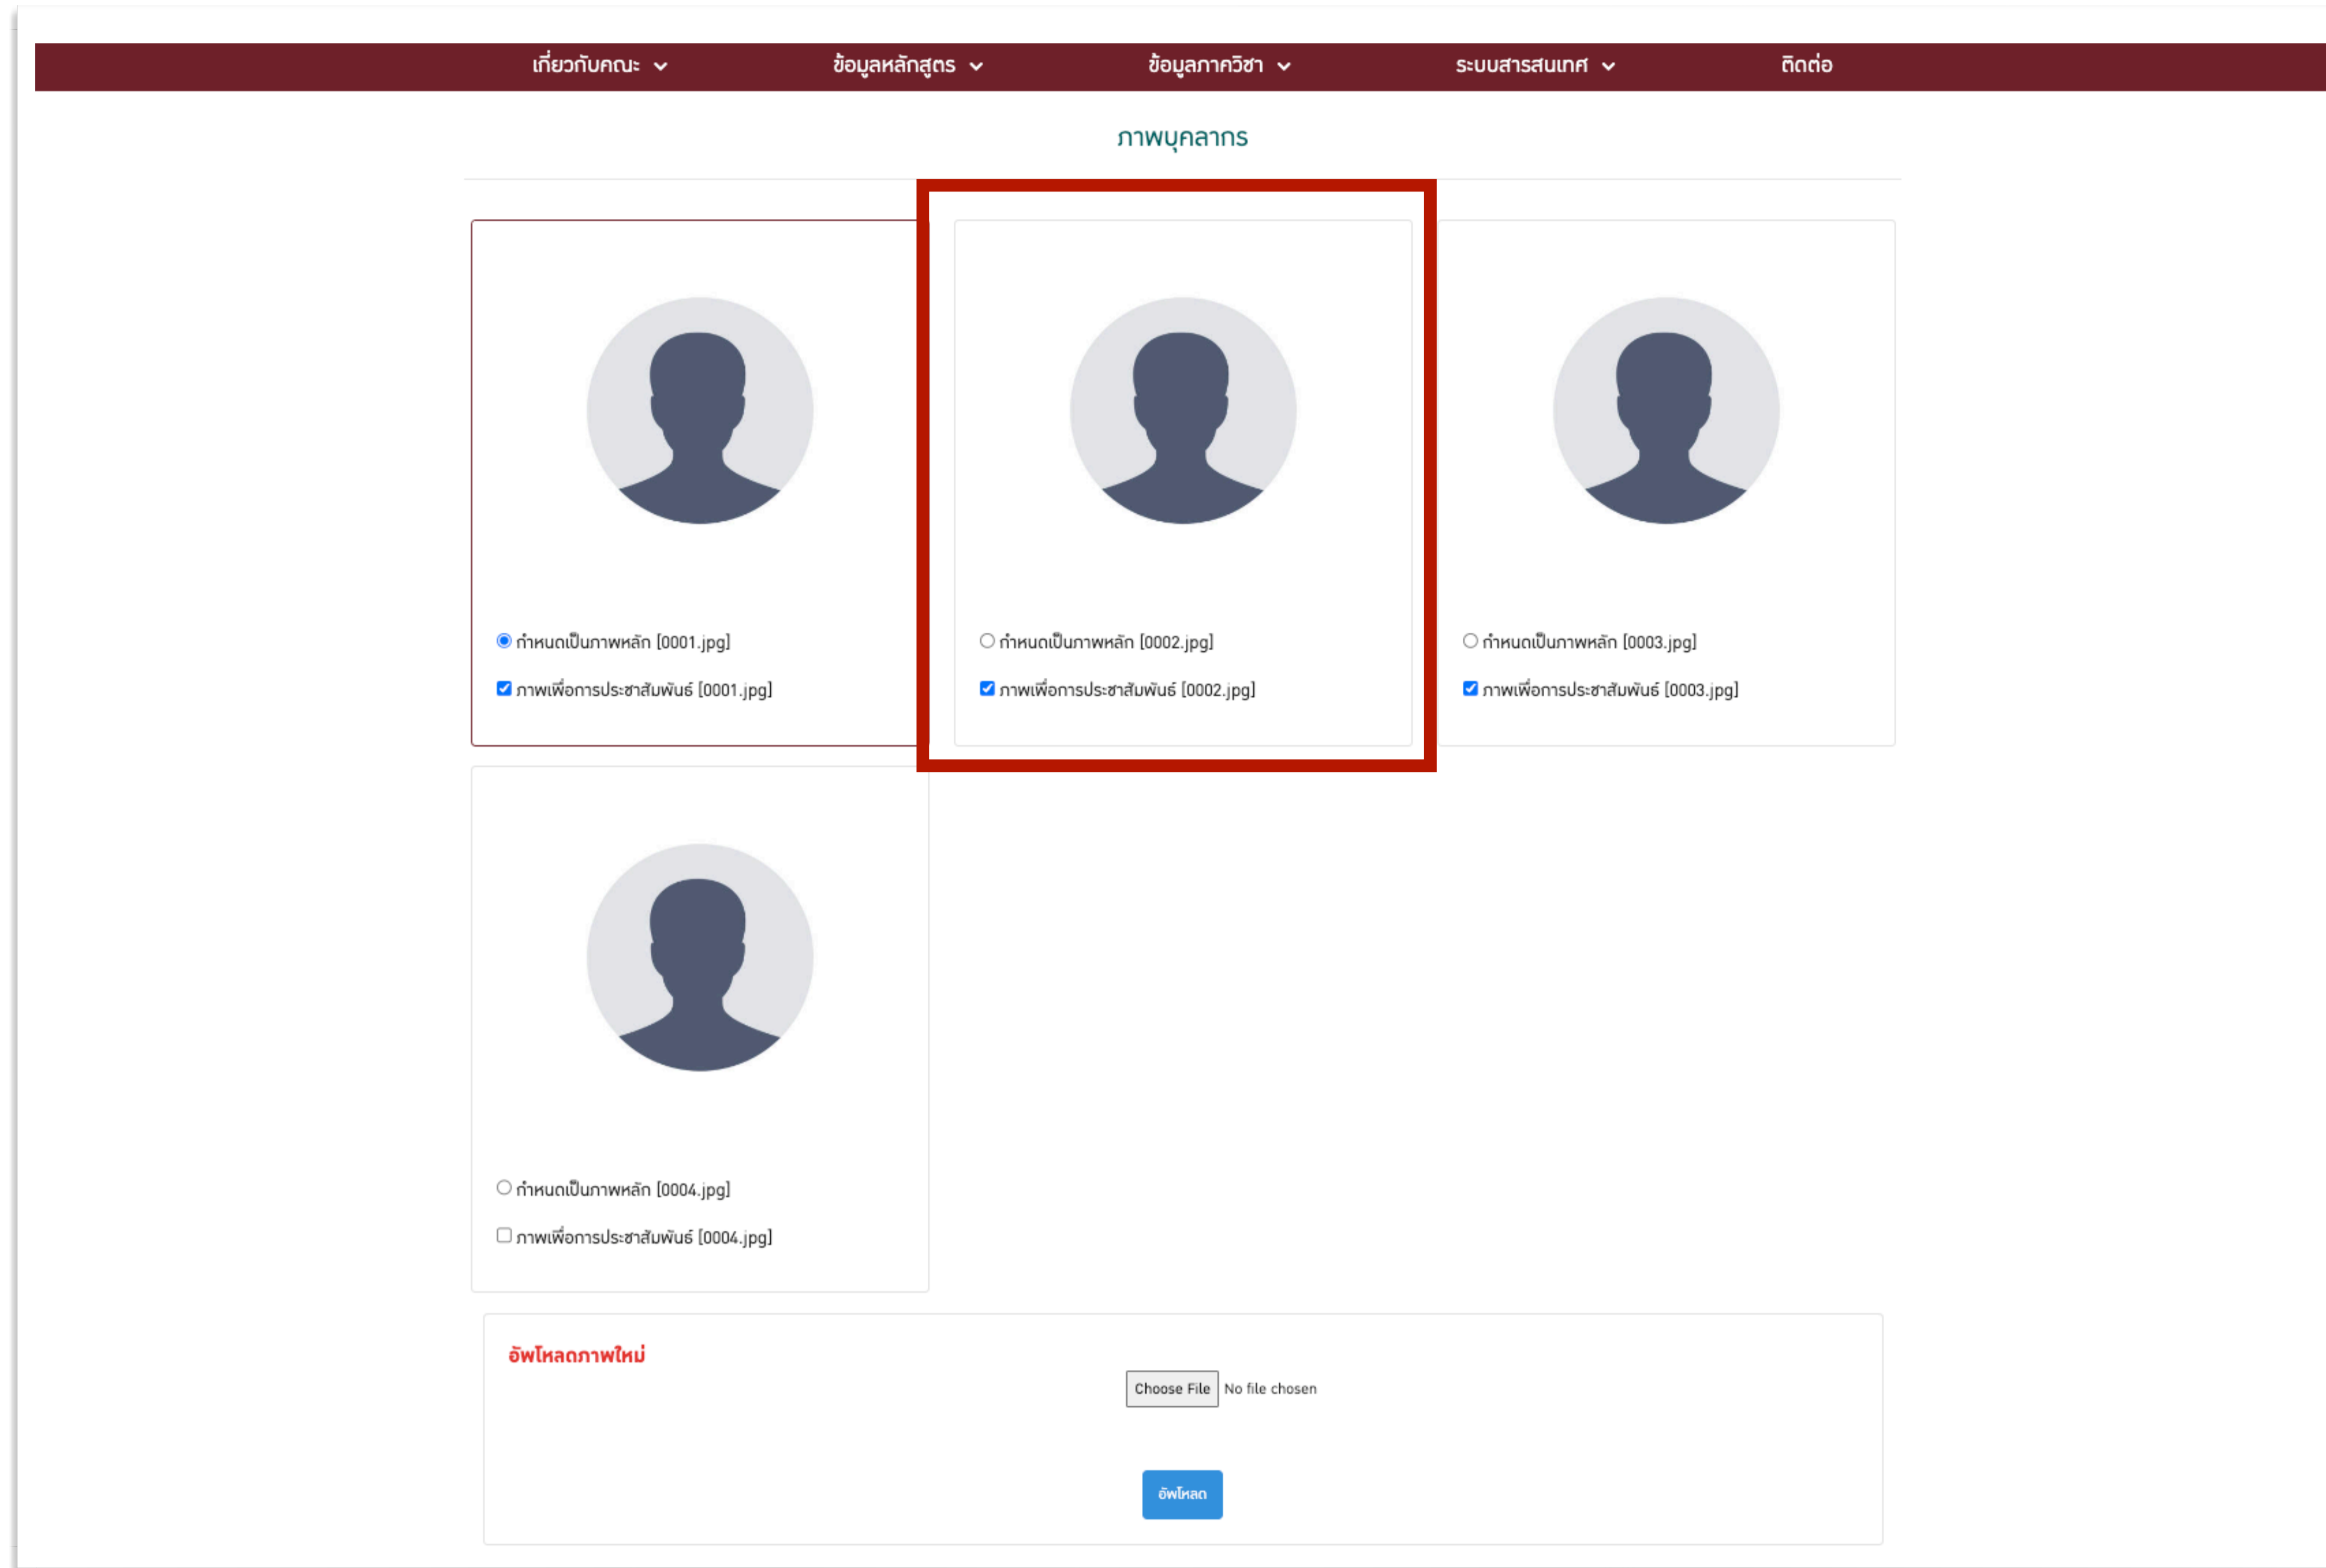 เกี่ยวกับคณะ ข้อมูลหลักสูตร ข้อมูลภาควิชา ระบบสารสนเทศ ติดต่อ
ภาพบุคลากร
กำหนดเป็นภาพหลัก [0001.jpg]
ภาพเพื่อการประชาสัมพันธ์ [0001.jpg]
กำหนดเป็นภาพหลัก [0002.jpg]
ภาพเพื่อการประชาสัมพันธ์ [0002.jpg]
กำหนดเป็นภาพหลัก [0003.jpg]
ภาพเพื่อการประชาสัมพันธ์ [0003.jpg]
กำหนดเป็นภาพหลัก [0004.jpg]
ภาพเพื่อการประชาสัมพันธ์ [0004.jpg]
อัพโหลดภาพใหม่
Choose File No file chosen
อัพโหลด